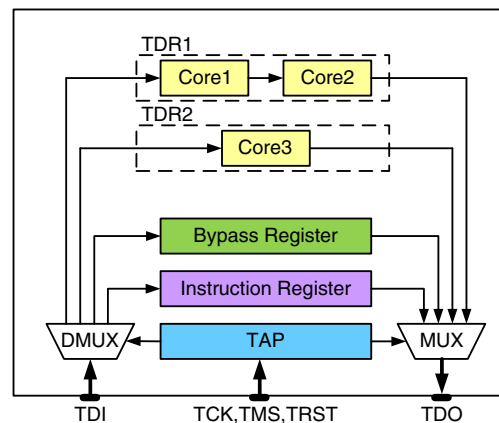 TDR1
Core1 Core2
TDR2
Core3
Bypass Register
Instruction Register
DMUX TAP MUX
TDI TCK,TMS,TRST TDO